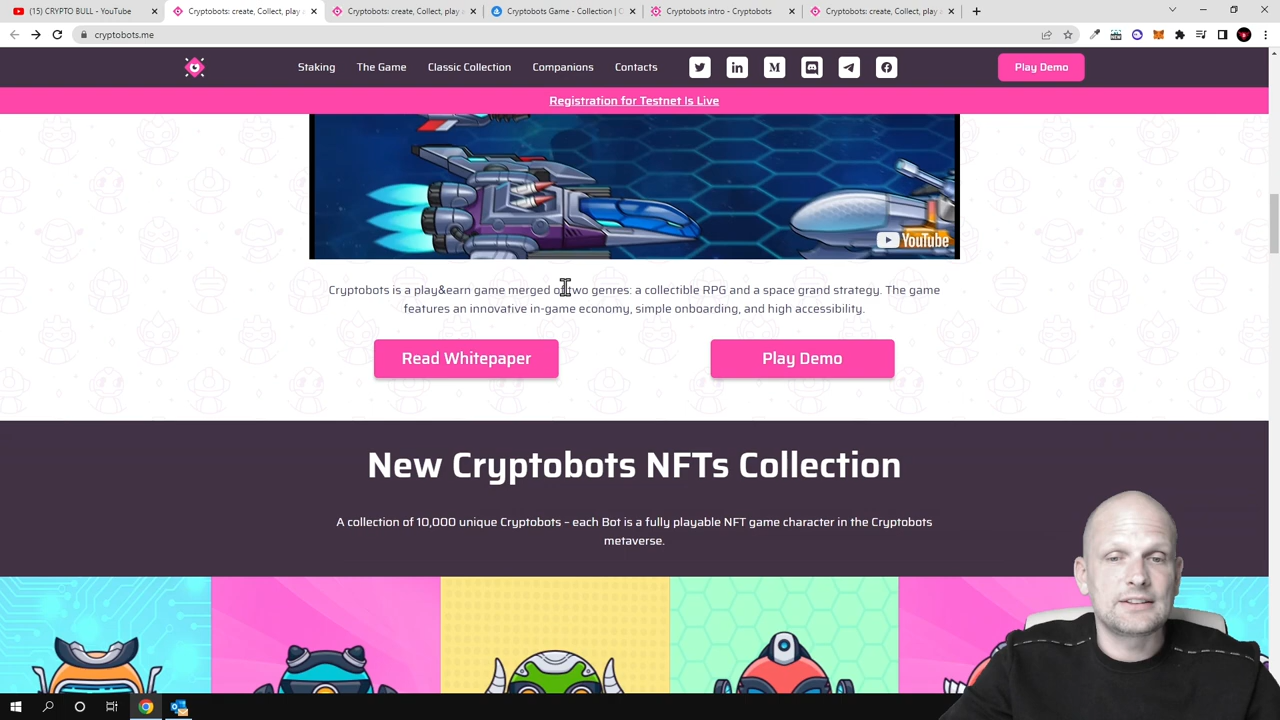 (15) CRYPTO BULL - YouTube
Cryptobots: create, Collect, play a
Cryptobots: create, Collect, play a
Cryptobots Game - Collection | O
Cryptobots intro - Cryptobots
Cryptobots: create, Collect, play a
cryptobots.me
Staking
The Game
Classic Collection
Companions
Contacts
Play Demo
Registration for Testnet Is Live
YouTube
Cryptobots is a play&earn game merged of two genres: a collectible RPG and a space grand strategy. The game
features an innovative in-game economy, simple onboarding, and high accessibility.
Read Whitepaper
Play Demo
New Cryptobots NFTs Collection
A collection of 10,000 unique Cryptobots – each Bot is a fully playable NFT game character in the Cryptobots
metaverse.